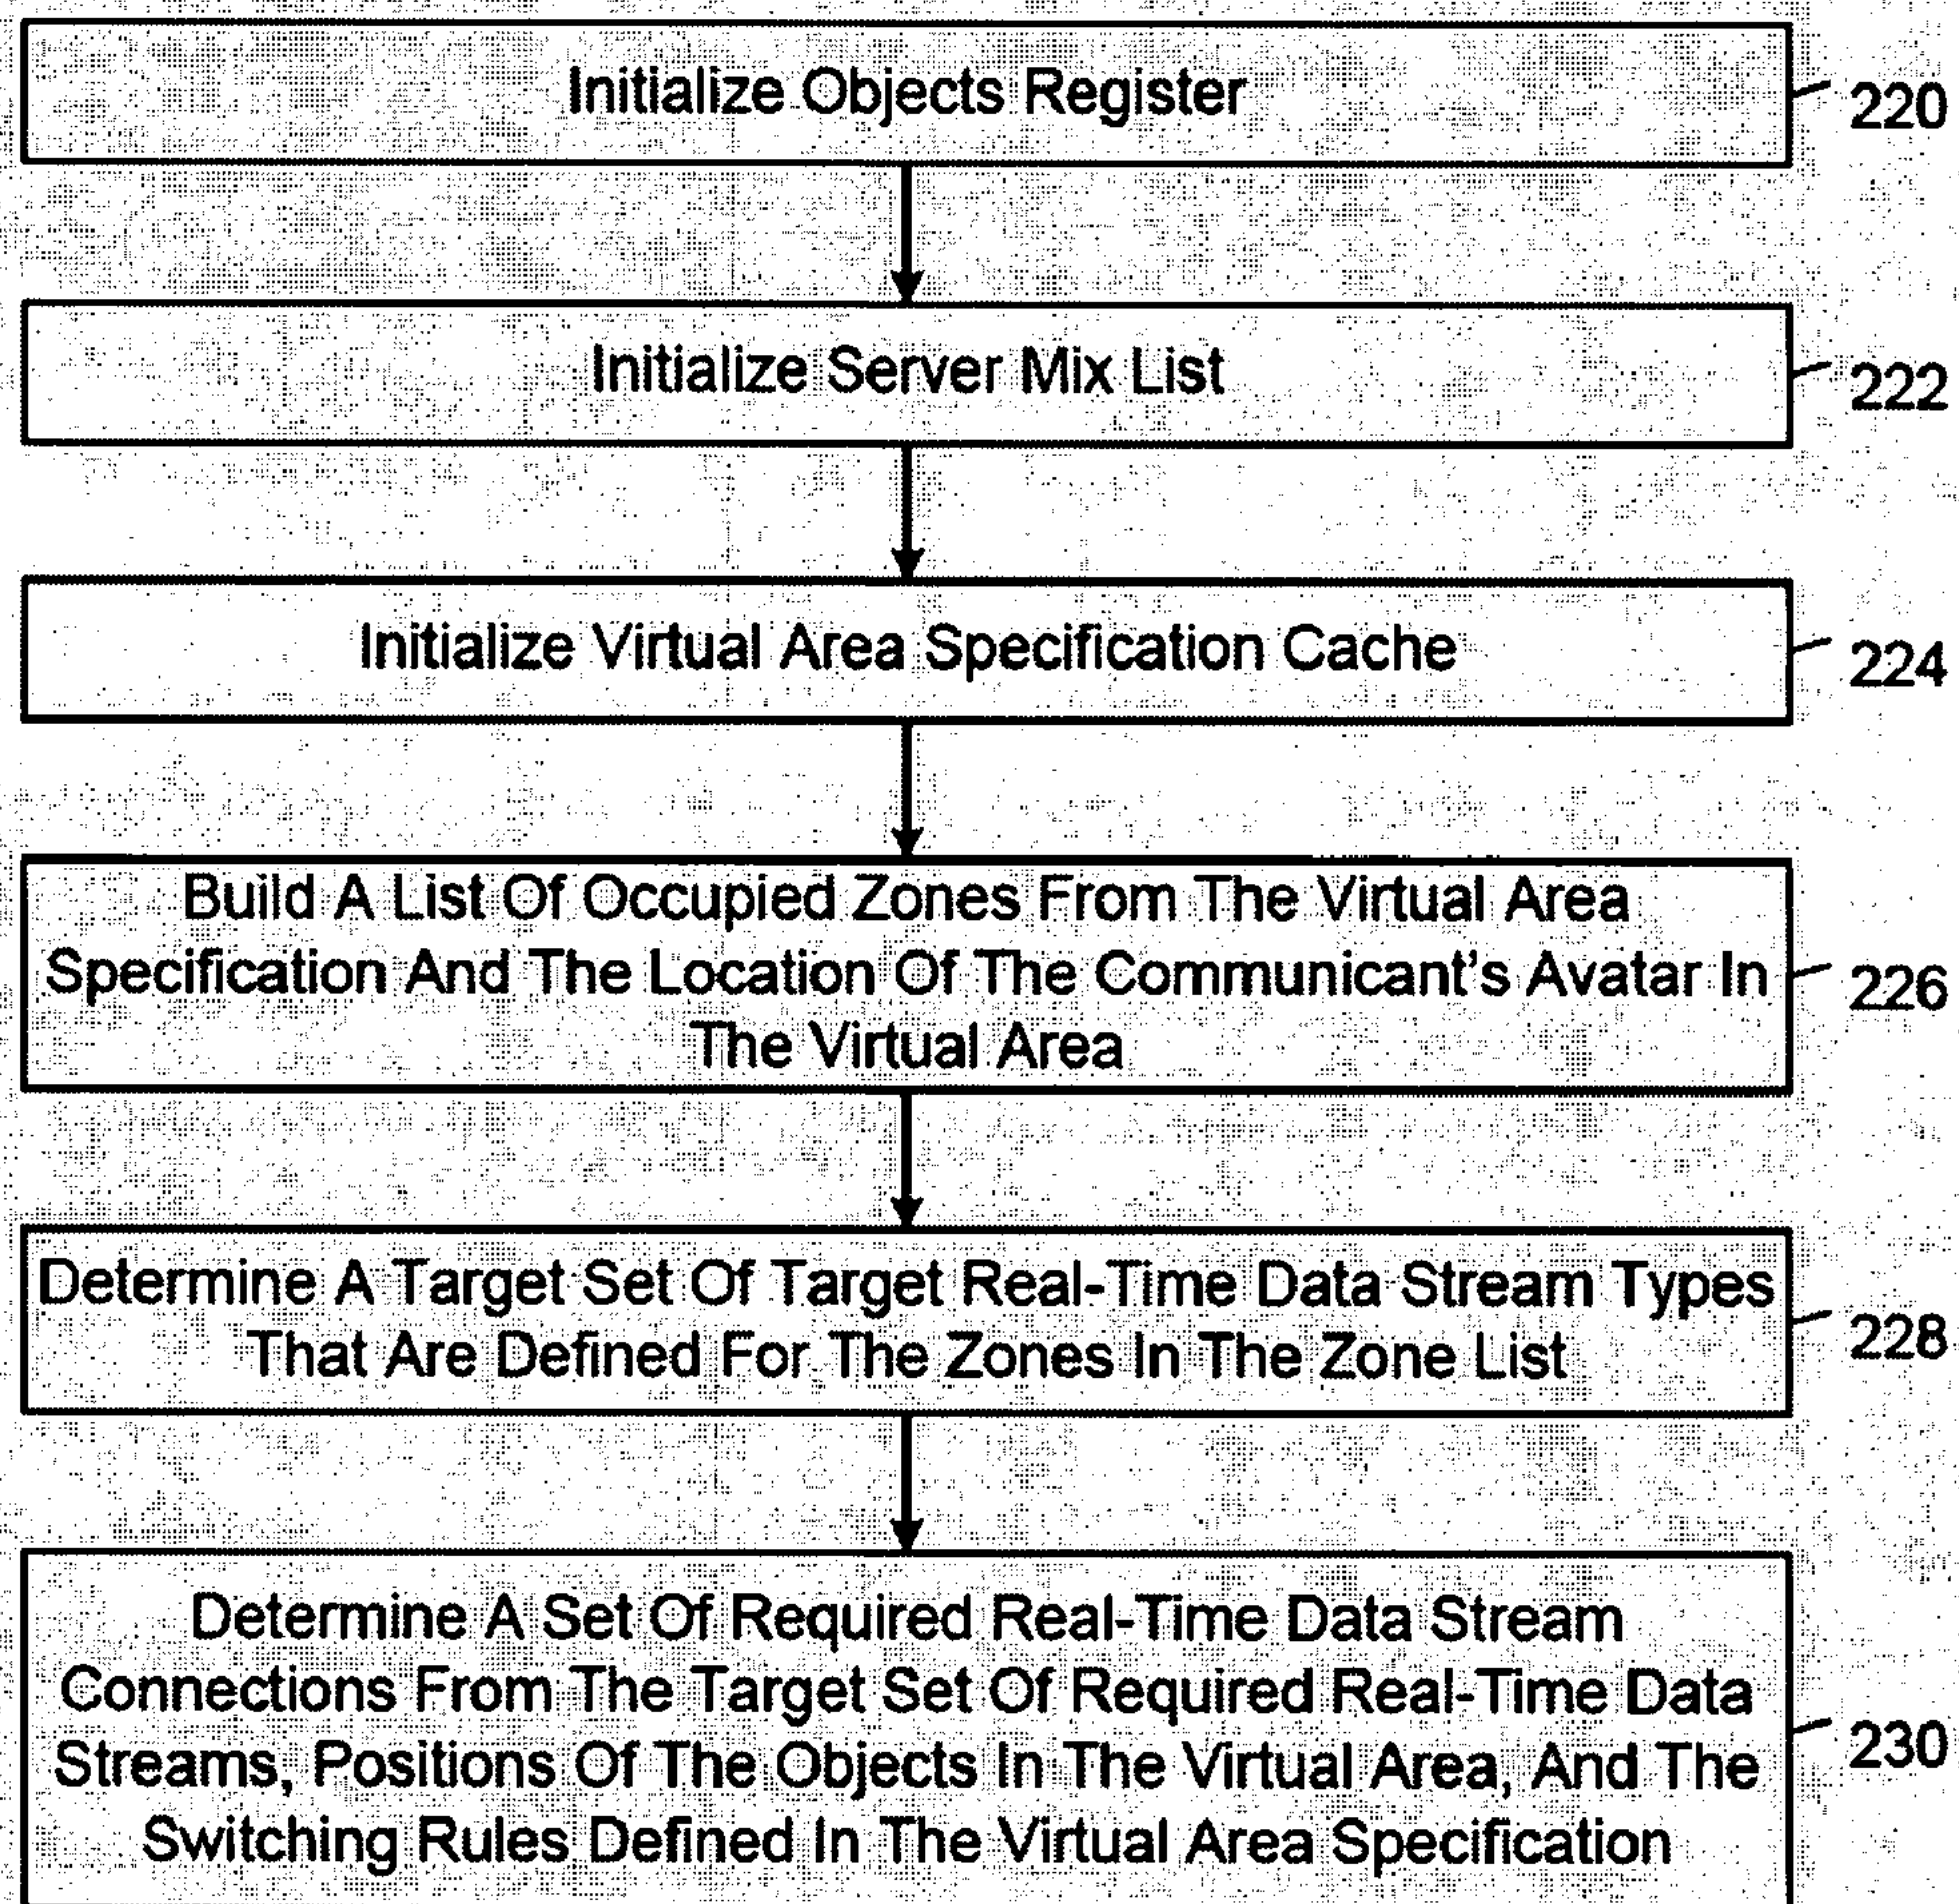 Initialize Objects Register
220
Initialize Server Mix List
222
Initialize Virtual Area Specification Cache
224
Build A List Of Occupied Zones From The Virtual Area
Specification And The Location Of The Communicant's Avatar In
The Virtual Area
226
Determine A Target Set Of Target Real-Time Data Stream Types
That Are Defined For The Zones In The Zone List
228
Determine A Set Of Required Real-Time Data Stream
Connections From The Target Set Of Required Real-Time Data
Streams, Positions Of The Objects In The Virtual Area, And The
Switching Rules Defined In The Virtual Area Specification
230